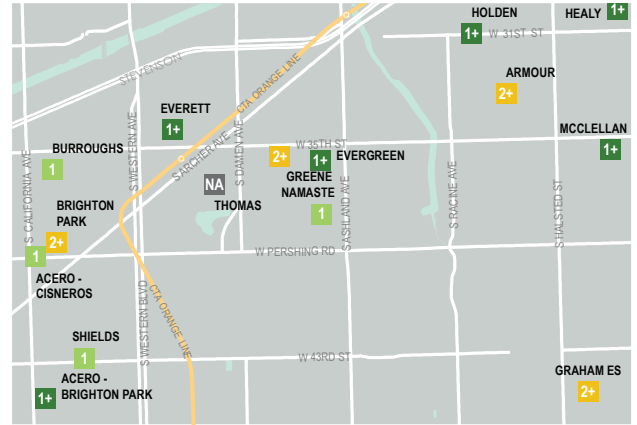 HOLDEN
1+
HEALY
1+
W 31ST ST
STEVENSON
CTA ORANGE LINE
ARMOUR
2+
EVERETT
1+
S ARCHER AVE
S DAMEN AVE
S WESTERN AVE
S CALIFORNIA AVE
BURROUGHS
1
W 35TH ST
2+
1+
EVERGREEN
MCCLELLAN
1+
GREENE
NAMASTE
1
NA
THOMAS
S ASHLAND AVE
S RACINE AVE
S HALSTED ST
BRIGHTON
PARK
2+
1
ACERO -
CISNEROS
W PERSHING RD
S WESTERN BLVD
CTA ORANGE LINE
SHIELDS
1
W 43RD ST
ACERO -
BRIGHTON PARK
1+
GRAHAM ES
2+